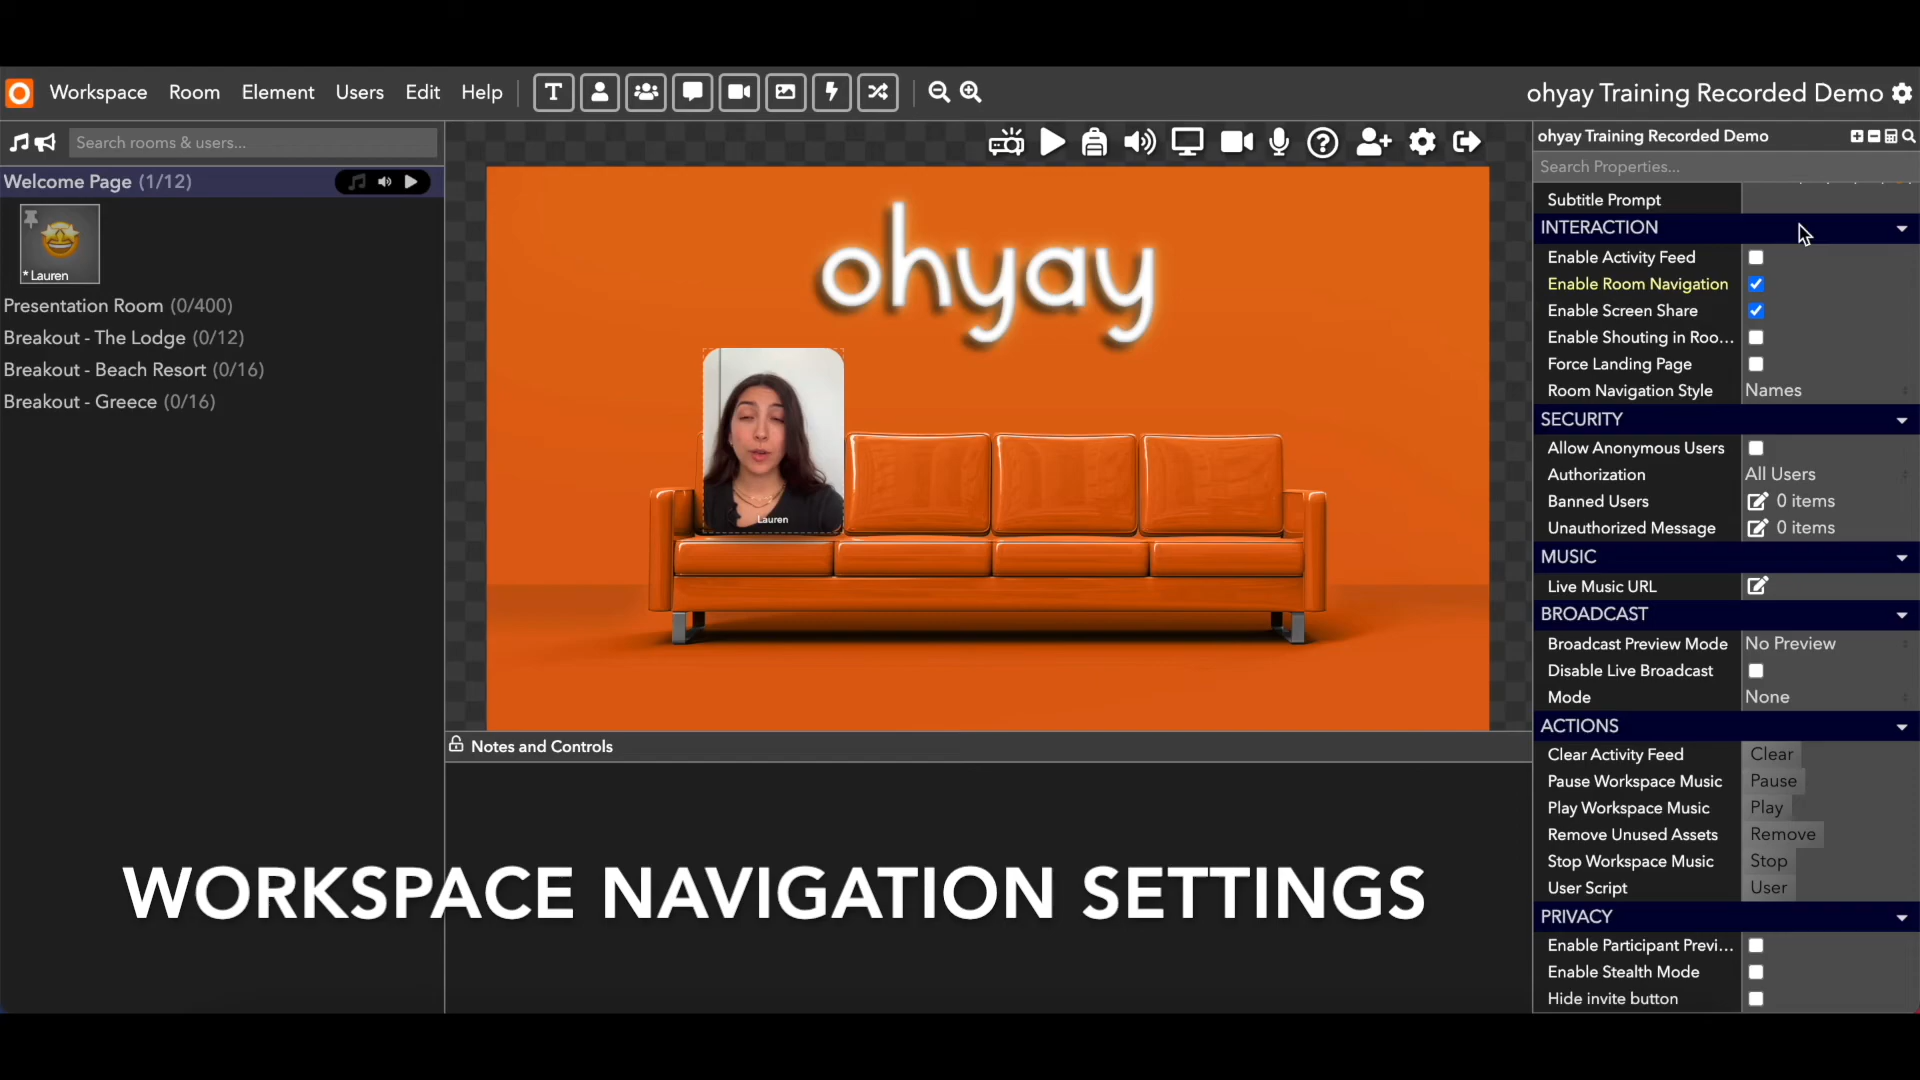 Workspace Room Element Users Edit Help
T
ohyay Training Recorded Demo
Search rooms & users...
Welcome Page (1/12)
* Lauren
Presentation Room (0/400)
Breakout - The Lodge (0/12)
Breakout - Beach Resort (0/16)
Breakout - Greece (0/16)
ohyay
Lauren
Notes and Controls
WORKSPACE NAVIGATION SETTINGS
ohyay Training Recorded Demo
Search Properties...
Subtitle Prompt
INTERACTION
Enable Activity Feed
Enable Room Navigation
Enable Screen Share
Enable Shouting in Roo...
Force Landing Page
Room Navigation Style Names
SECURITY
Allow Anonymous Users
Authorization All Users
Banned Users 0 items
Unauthorized Message 0 items
MUSIC
Live Music URL
BROADCAST
Broadcast Preview Mode No Preview
Disable Live Broadcast
Mode None
ACTIONS
Clear Activity Feed Clear
Pause Workspace Music Pause
Play Workspace Music Play
Remove Unused Assets Remove
Stop Workspace Music Stop
User Script User
PRIVACY
Enable Participant Previ...
Enable Stealth Mode
Hide invite button